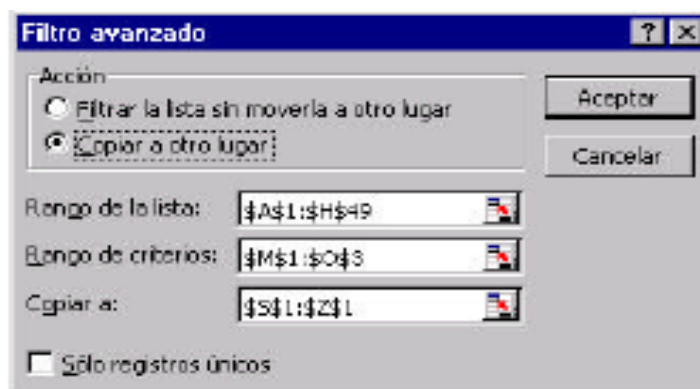 Filtro avanzado
Acción
Filtrar la lista sin moverla a otro lugar
Copiar a otro lugar
Aceptar
Cancelar
Rango de la lista: $A$1:$H$49
Rango de criterios: $M$1:$O$3
Copiar a: $S$1:$Z$1
Sólo registros únicos